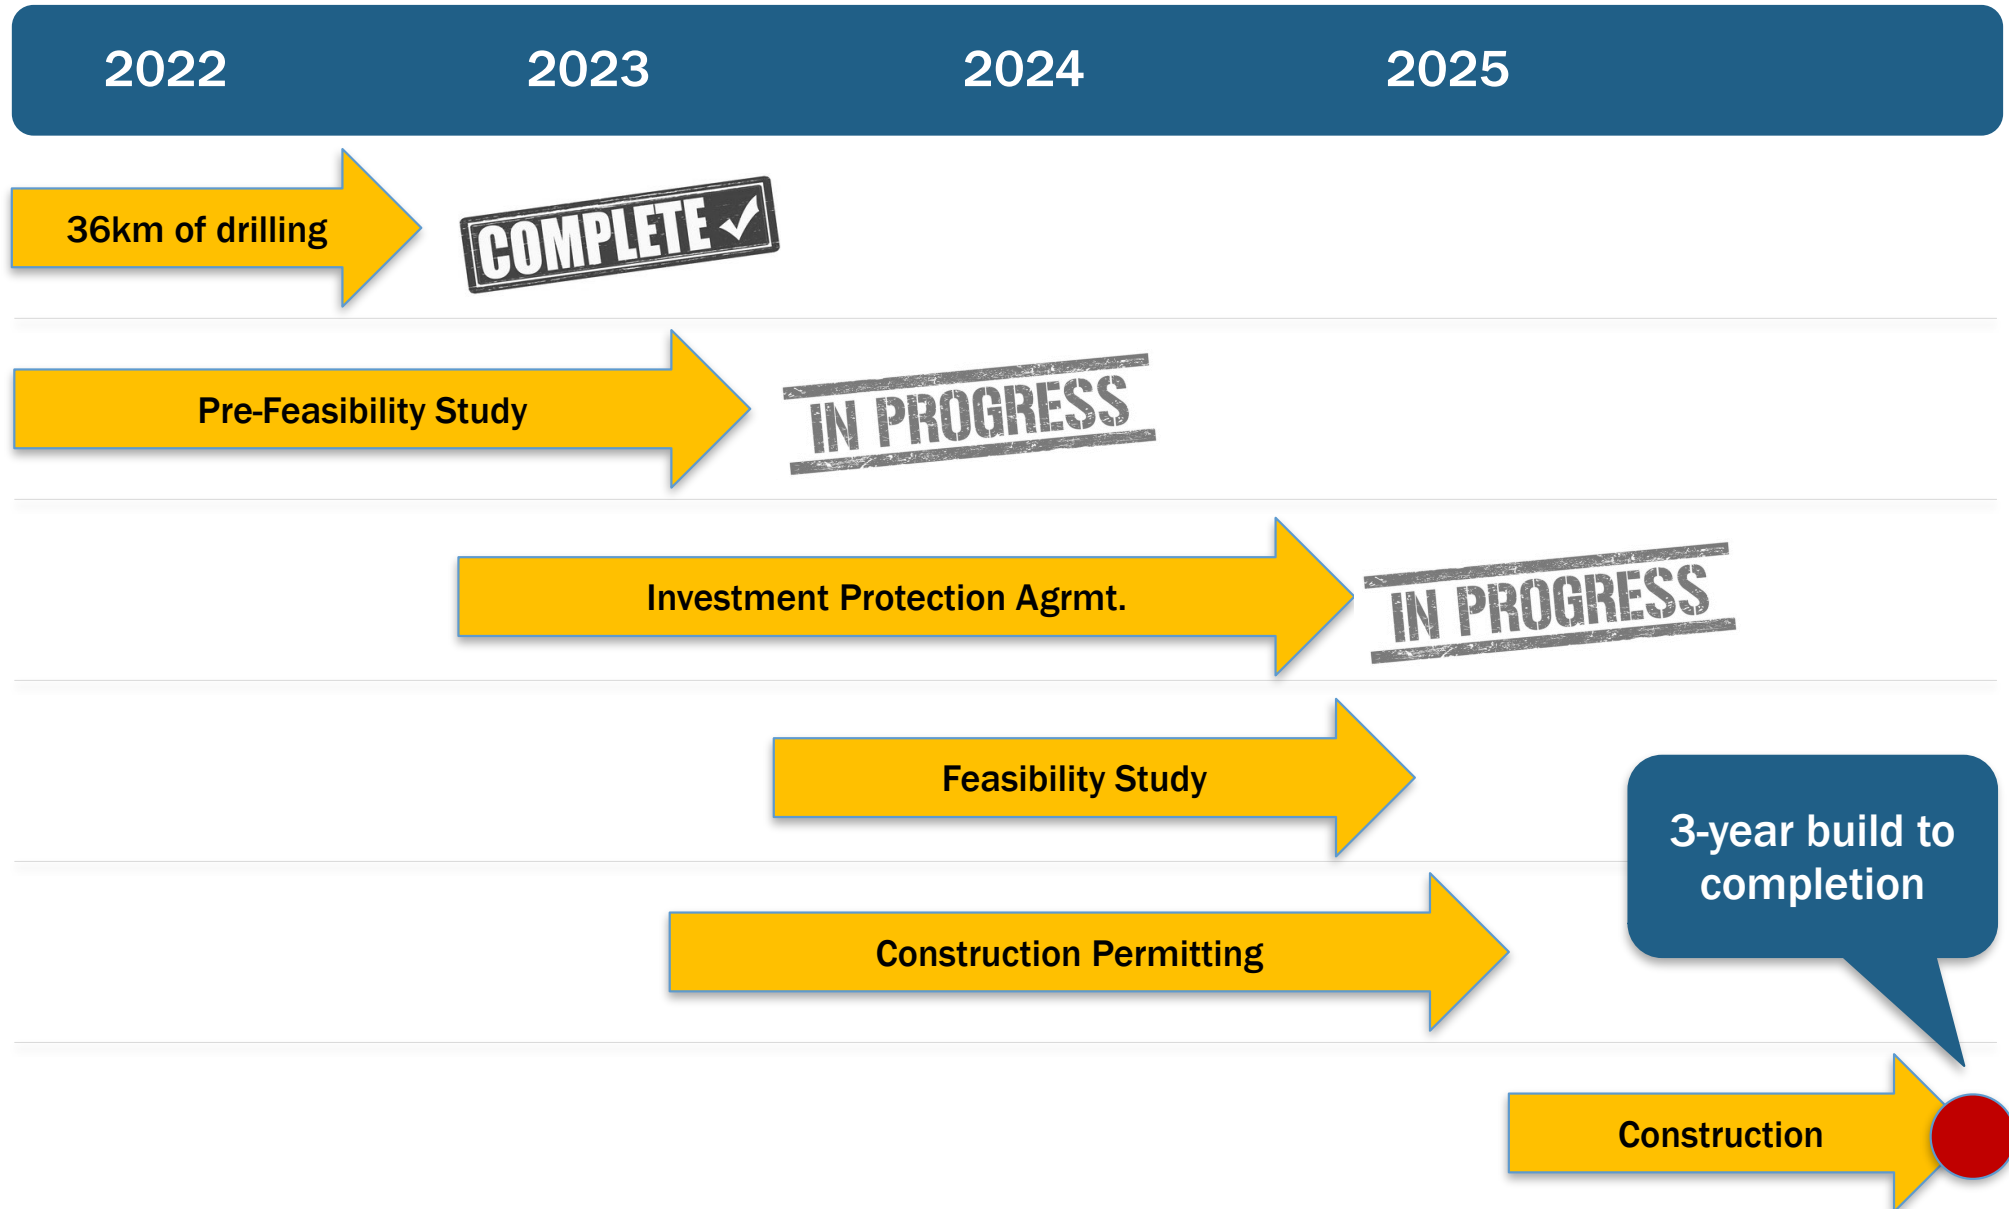 2022 2023 2024 2025
36km of drilling
COMPLETE
Pre-Feasibility Study
IN PROGRESS
Investment Protection Agrmt.
IN PROGRESS
Feasibility Study
3-year build to
completion
Construction Permitting
Construction